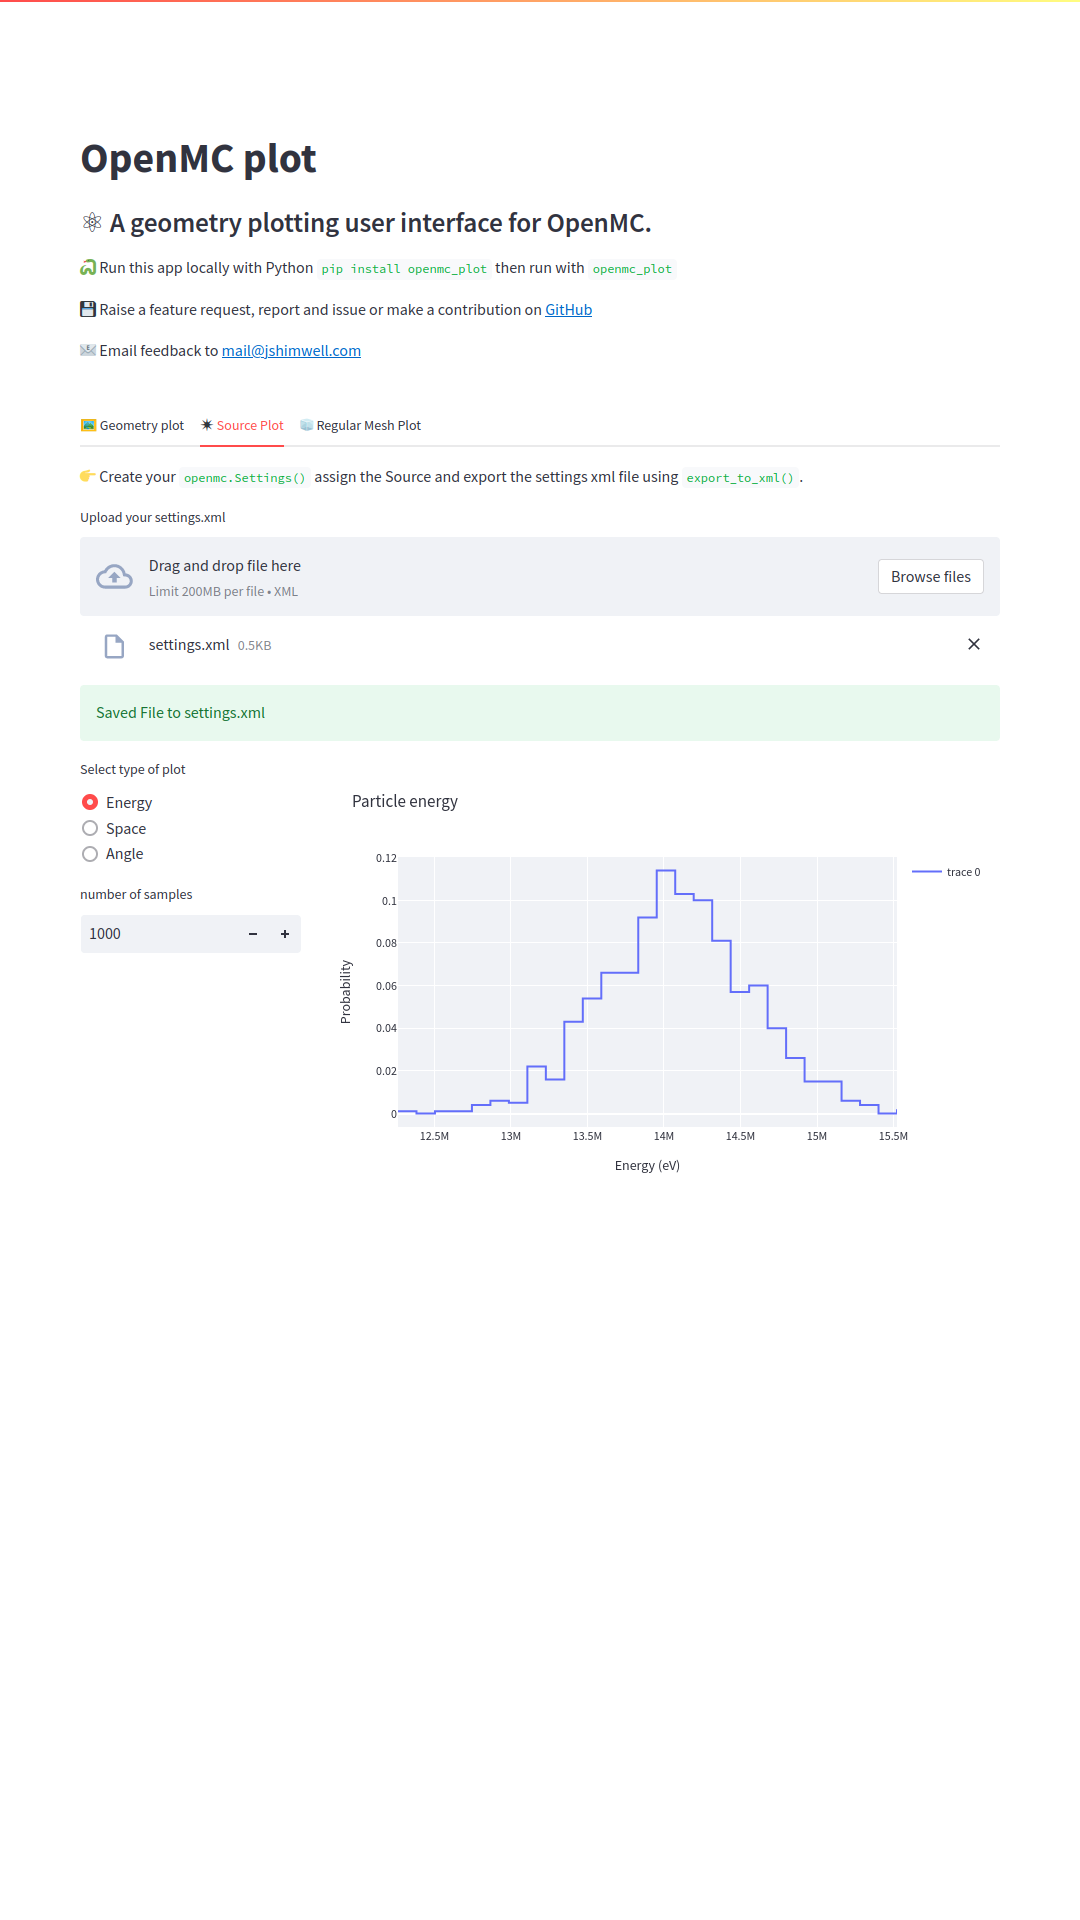 OpenMC plot
⚛ A geometry plotting user interface for OpenMC.
🐍 Run this app locally with Python pip install openmc_plot then run with openmc_plot
💾 Raise a feature request, report and issue or make a contribution on GitHub
📧 Email feedback to mail@jshimwell.com
🖼️ Geometry plot ✴ Source Plot 🧊 Regular Mesh Plot
👉 Create your openmc.Settings() assign the Source and export the settings xml file using export_to_xml() .
Upload your settings.xml
Drag and drop file here
Limit 200MB per file • XML
Browse files
settings.xml 0.5KB
Saved File to settings.xml
Select type of plot
Energy
Space
Angle
number of samples
1000
Particle energy
0.12
0.1
0.08
0.06
0.04
0.02
0
Probability
12.5M 13M 13.5M 14M 14.5M 15M 15.5M
Energy (eV)
trace 0